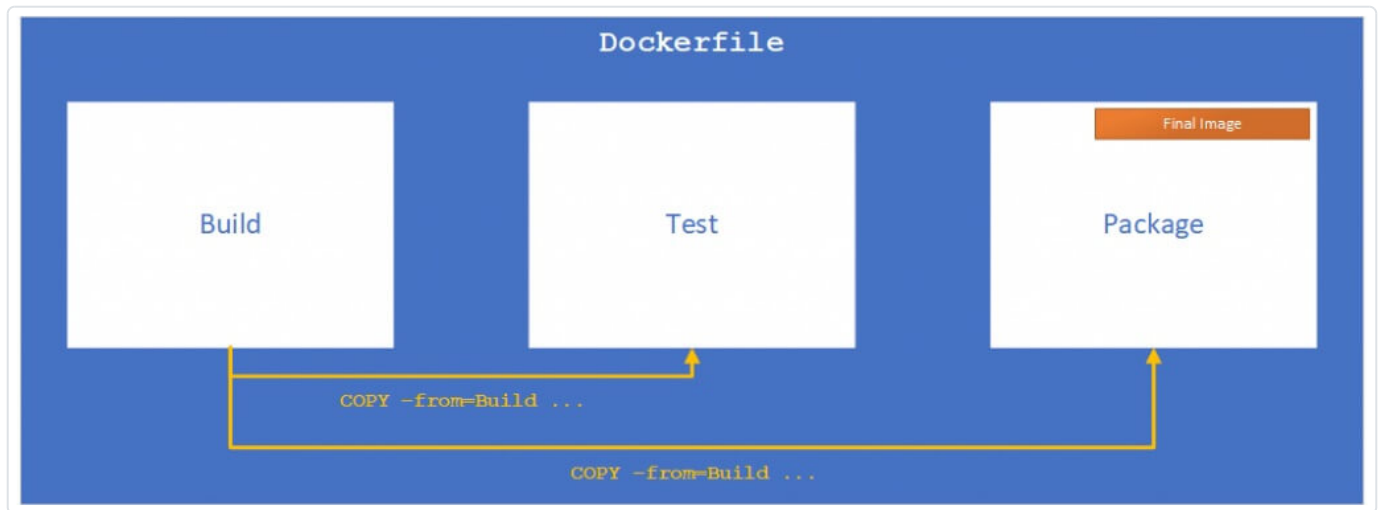 Dockerfile
Final Image
Build
Test
Package
COPY –from=Build ...
COPY –from=Build ...